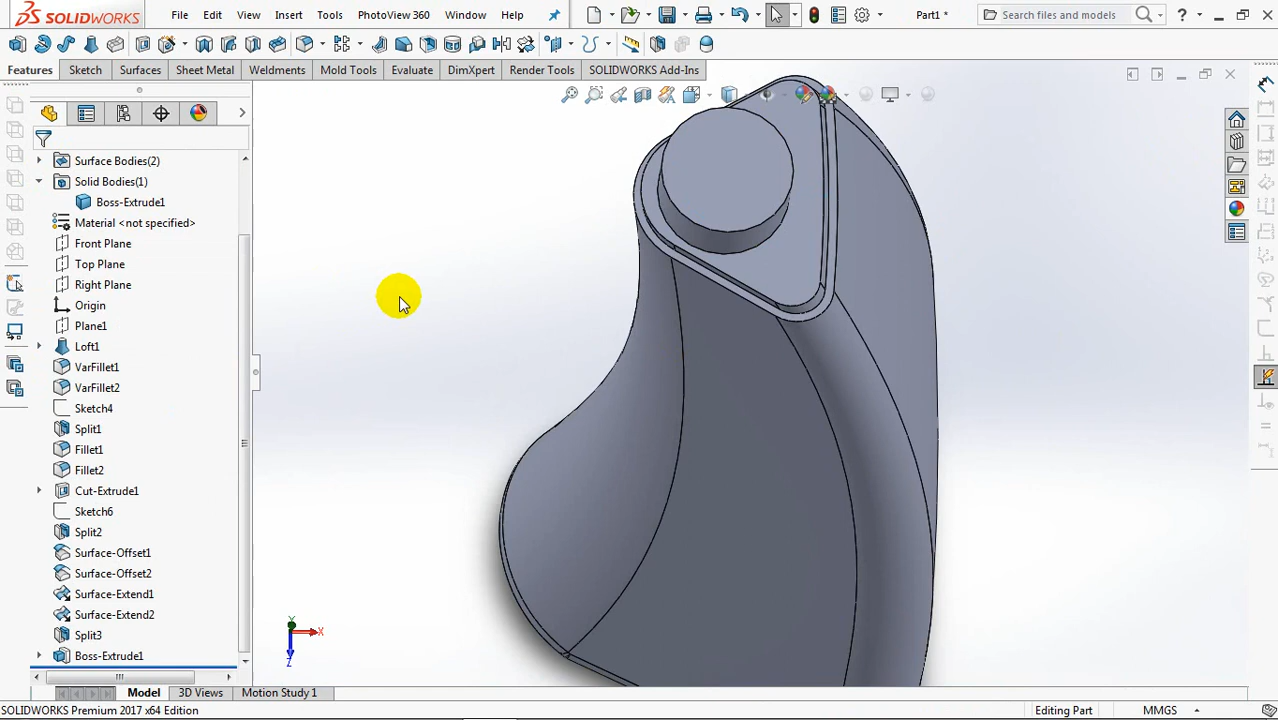 SOLIDWORKS File Edit View Insert Tools PhotoView 360 Window Help Part1 * Search files and models ?
Features Sketch Surfaces Sheet Metal Weldments Mold Tools Evaluate DimXpert Render Tools SOLIDWORKS Add-Ins
Surface Bodies(2)
Solid Bodies(1)
Boss-Extrude1
Material <not specified>
Front Plane
Top Plane
Right Plane
Origin
Plane1
Loft1
VarFillet1
VarFillet2
Sketch4
Split1
Fillet1
Fillet2
Cut-Extrude1
Sketch6
Split2
Surface-Offset1
Surface-Offset2
Surface-Extend1
Surface-Extend2
Split3
Boss-Extrude1
Y
X
Z
Model 3D Views Motion Study 1
SOLIDWORKS Premium 2017 x64 Edition Editing Part MMGS